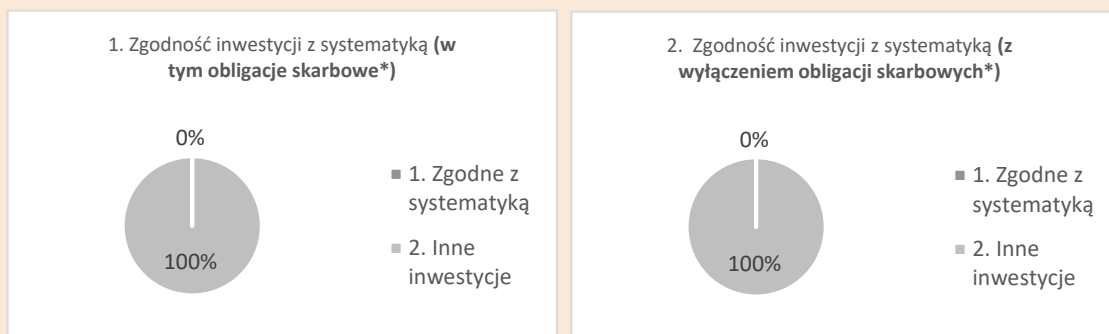 1. Zgodność inwestycji z systematyką (w
tym obligacje skarbowe*)
0%
100%
1. Zgodne z
systematyką
2. Inne
inwestycje
2. Zgodność inwestycji z systematyką (z
wyłączeniem obligacji skarbowych*)
0%
100%
1. Zgodne z
systematyką
2. Inne
inwestycje